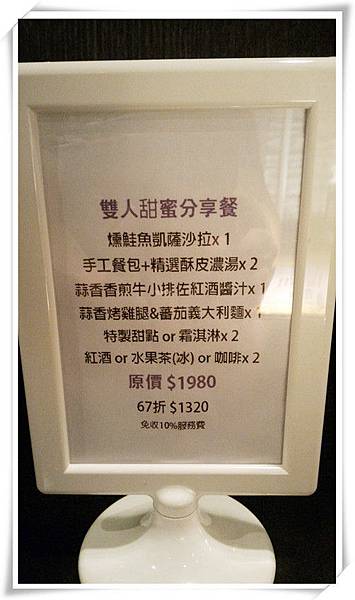 雙人甜蜜分享餐
燻鮭魚凱薩沙拉x 1
手工餐包+精選酥皮濃湯x 2
蒜香香煎牛小排佐紅酒醬汁x 1
蒜香烤雞腿&番茄義大利麵x 1
特製甜點 or 霜淇淋x 2
紅酒 or 水果茶(冰) or 咖啡x 2
原價 $1980
67折 $1320
免收10%服務費